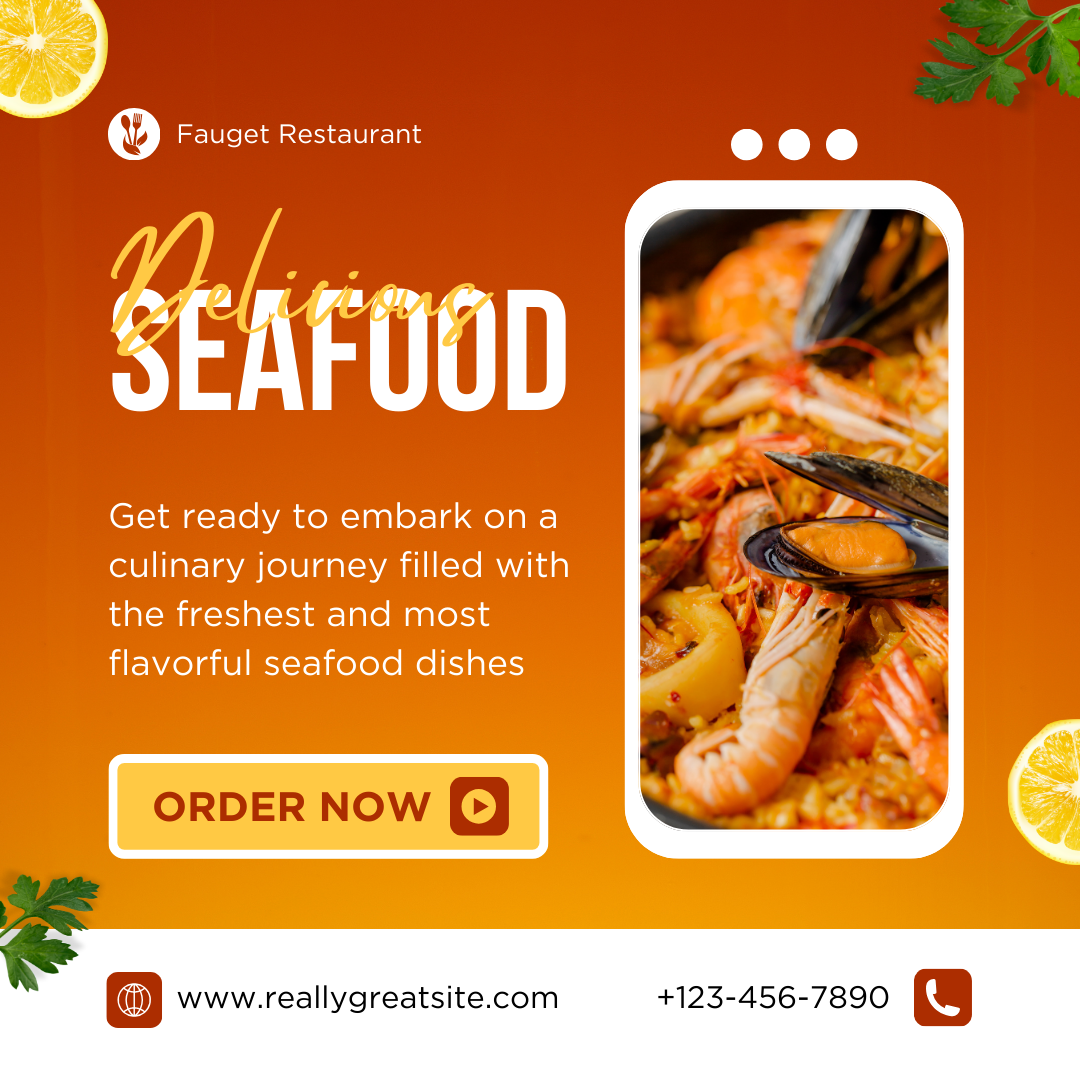 Fauget Restaurant
Delicious
SEAFOOD
Get ready to embark on a
culinary journey filled with
the freshest and most
flavorful seafood dishes
ORDER NOW
www.reallygreatsite.com
+123-456-7890